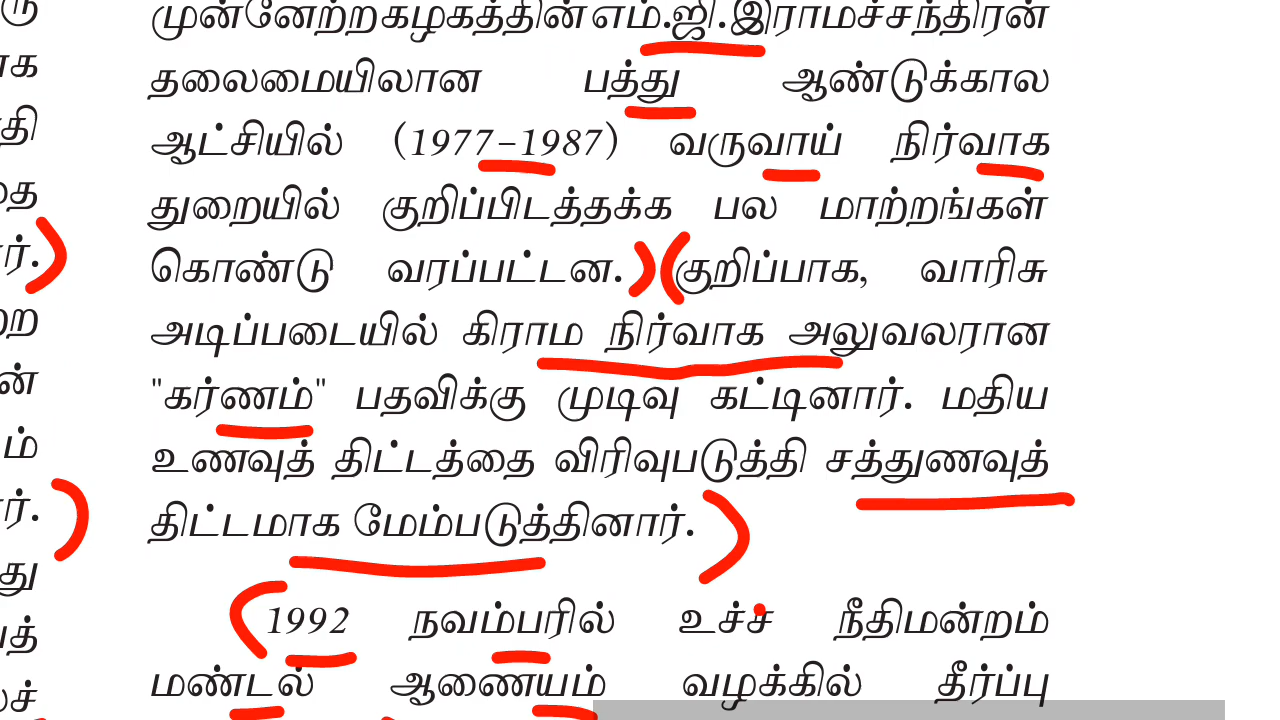 முன்னேற்றகழகத்தின்எம்.ஜி.இராமச்சந்திரன்
தலைமையிலான பத்து ஆண்டுக்கால
ஆட்சியில் (1977-1987) வருவாய் நிர்வாக
துறையில் குறிப்பிடத்தக்க பல மாற்றங்கள்
கொண்டு வரப்பட்டன. குறிப்பாக, வாரிசு
அடிப்படையில் கிராம நிர்வாக அலுவலரான
"கர்ணம்" பதவிக்கு முடிவு கட்டினார். மதிய
உணவுத் திட்டத்தை விரிவுபடுத்தி சத்துணவுத்
திட்டமாக மேம்படுத்தினார்.
1992 நவம்பரில் உச்ச நீதிமன்றம்
மண்டல் ஆணையம் வழக்கில் தீர்ப்பு